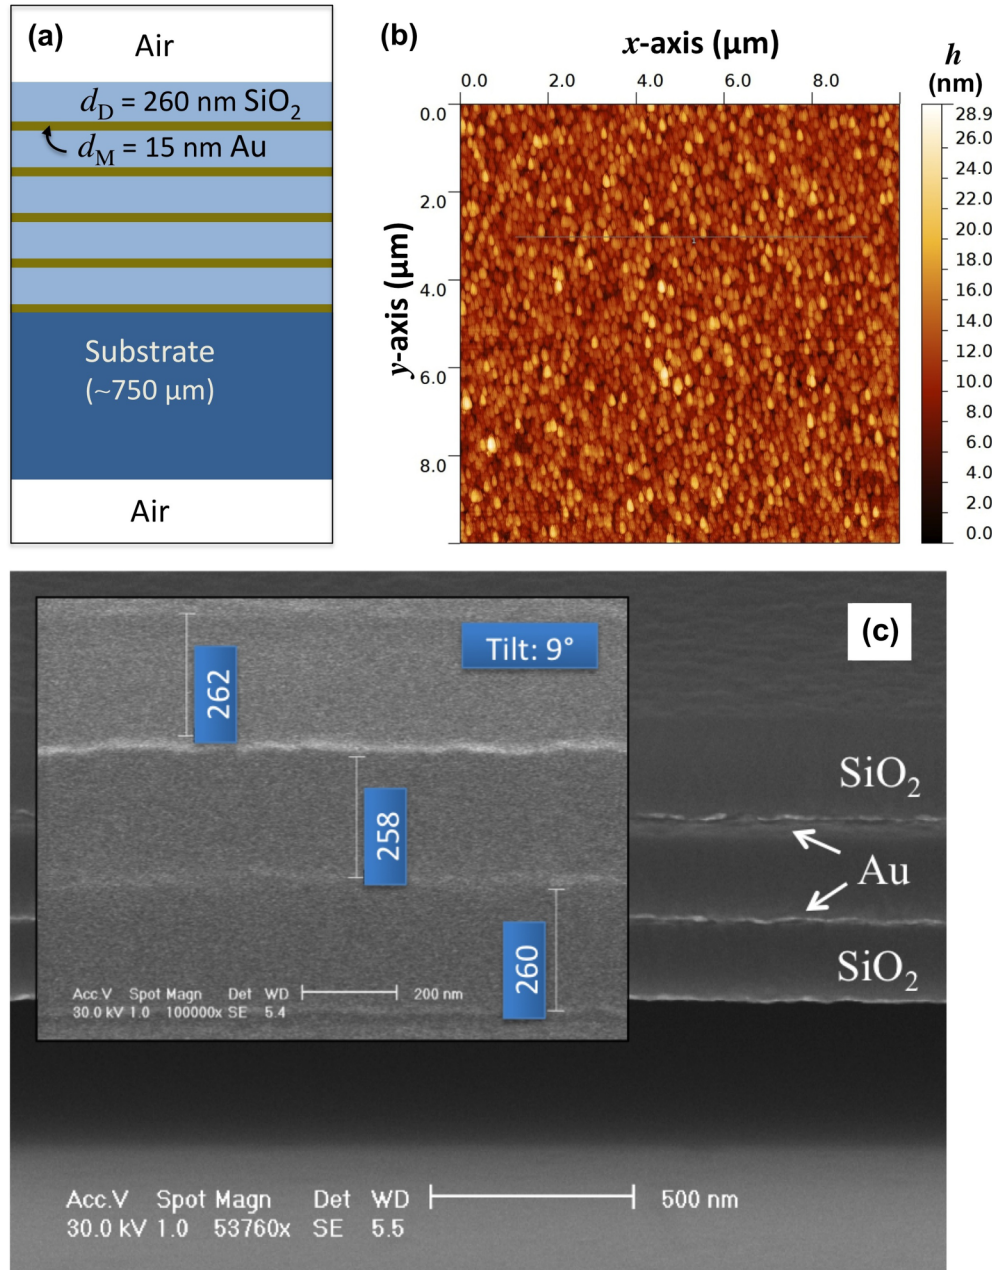 (a)
Air
d_D = 260 nm SiO₂
d_M = 15 nm Au
Substrate
(~750 µm)
Air
(b)
x-axis (µm)
0.0 2.0 4.0 6.0 8.0
y-axis (µm)
0.0
2.0
4.0
6.0
8.0
h
(nm)
28.9
26.0
24.0
22.0
20.0
18.0
16.0
14.0
12.0
10.0
8.0
6.0
4.0
2.0
0.0
(c)
Tilt: 9°
262
258
260
Acc.V Spot Magn Det WD 200 nm
30.0 kV 1.0 100000x SE 5.4
SiO₂
Au
SiO₂
Acc.V Spot Magn Det WD 500 nm
30.0 kV 1.0 53760x SE 5.5